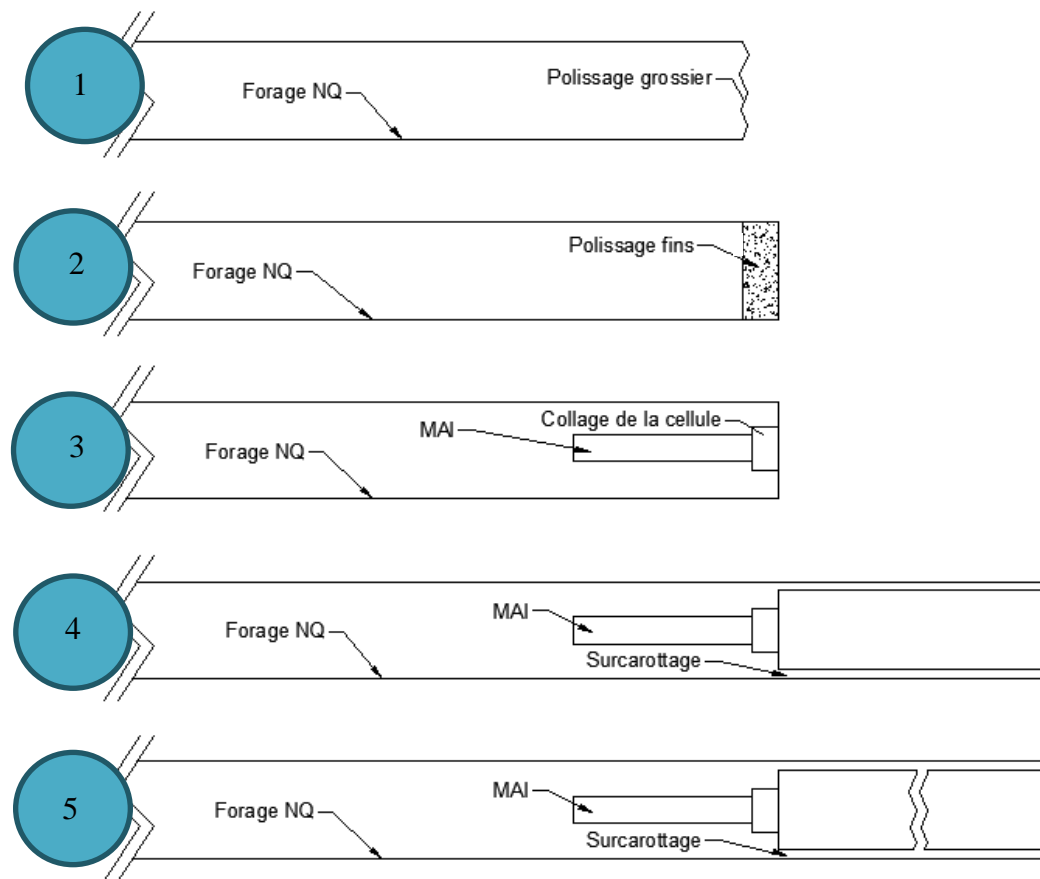 1
Polissage grossier
Forage NQ
2
Polissage fins
Forage NQ
3
Collage de la cellule
MAI
Forage NQ
4
MAI
Forage NQ
Surcarottage
5
MAI
Forage NQ
Surcarottage